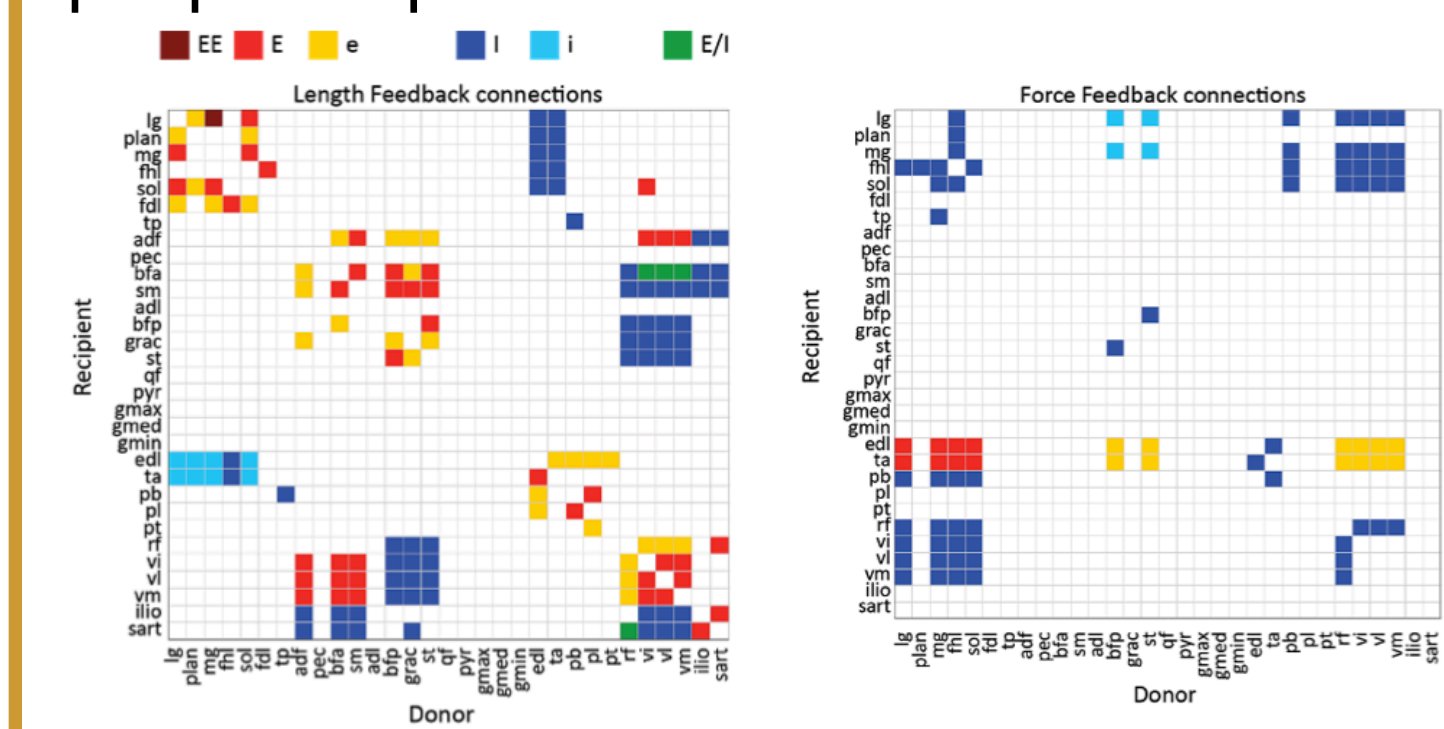 EE E e I i E/I
Length Feedback connections
Recipient
lg
plan
mg
fhl
sol
fdl
tp
adf
pec
bfa
sm
adl
bfp
grac
st
qf
pyr
gmax
gmed
gmin
edl
ta
pb
pl
pt
rf
vi
vl
vm
ilio
sart
lg plan mg fhl sol fdl tp adf pec bfa sm adl bfp grac st qf pyr gmax gmed gmin edl ta pb pl pt rf vi vl vm ilio sart
Donor
Force Feedback connections
Recipient
lg
plan
mg
fhl
sol
fdl
tp
adf
pec
bfa
sm
adl
bfp
grac
st
qf
pyr
gmax
gmed
gmin
edl
ta
pb
pl
pt
rf
vi
vl
vm
ilio
sart
lg plan mg fhl sol fdl tp adf pec bfa sm adl bfp grac st qf pyr gmax gmed gmin edl ta pb pl pt rf vi vl vm ilio sart
Donor